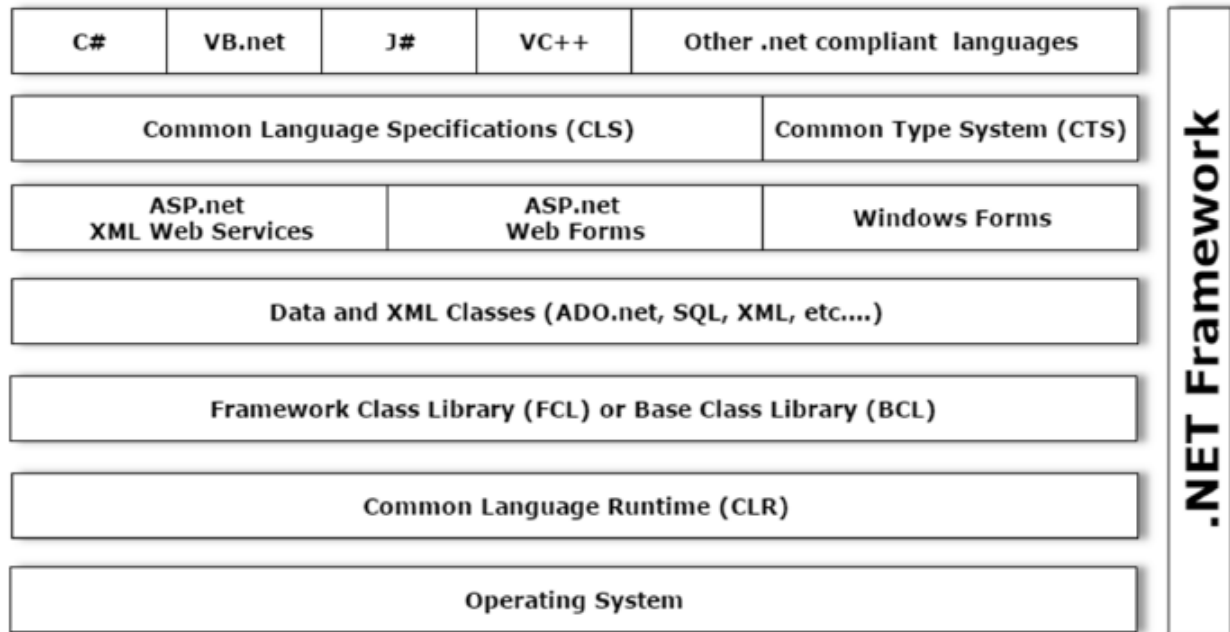 C#
VB.net
J#
VC++
Other .net compliant languages
Common Language Specifications (CLS)
Common Type System (CTS)
ASP.net
XML Web Services
ASP.net
Web Forms
Windows Forms
Data and XML Classes (ADO.net, SQL, XML, etc....)
Framework Class Library (FCL) or Base Class Library (BCL)
Common Language Runtime (CLR)
Operating System
.NET Framework